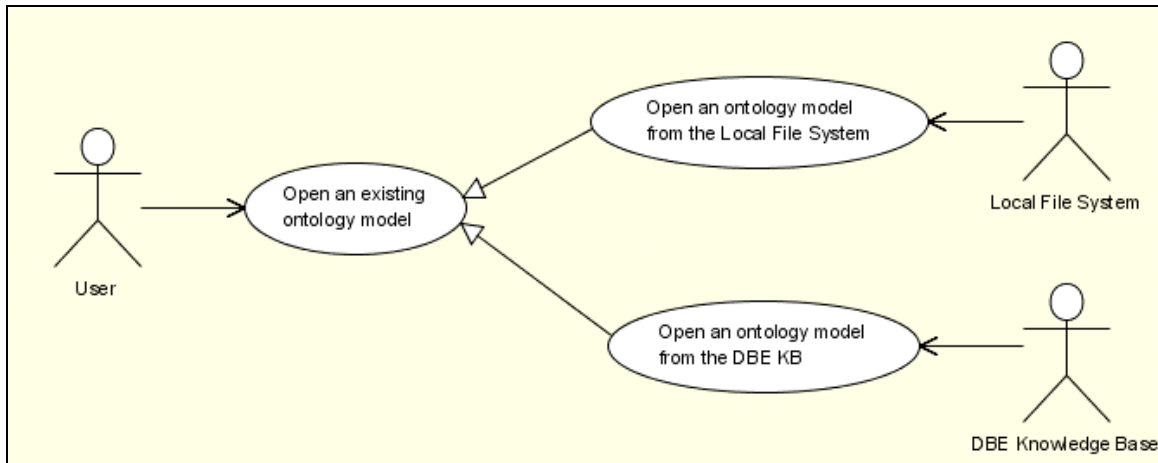 User
Open an existing
ontology model
Open an ontology model
from the Local File System
Local File System
Open an ontology model
from the DBE KB
DBE Knowledge Base